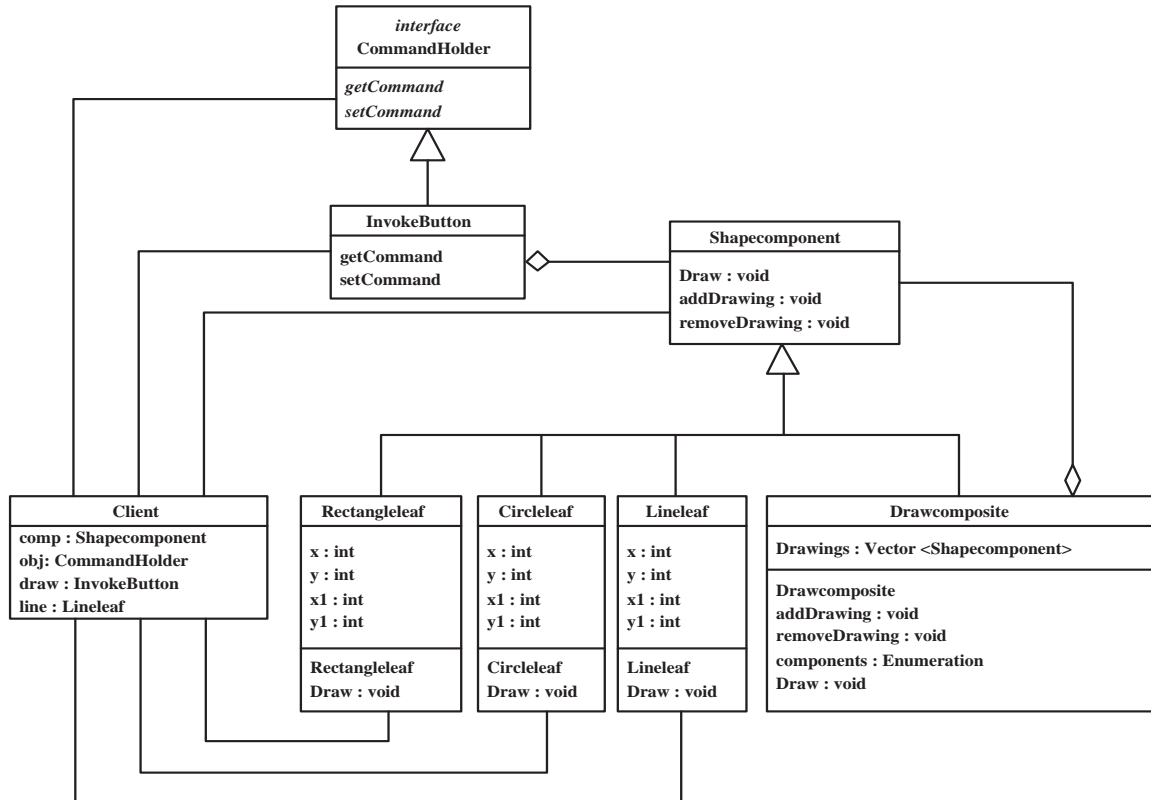 interface
CommandHolder
getCommand
setCommand
InvokeButton
getCommand
setCommand
Shapecomponent
Draw : void
addDrawing : void
removeDrawing : void
Client
comp : Shapecomponent
obj: CommandHolder
draw : InvokeButton
line : Lineleaf
Rectangleleaf
x : int
y : int
x1 : int
y1 : int
Rectangleleaf
Draw : void
Circleleaf
x : int
y : int
x1 : int
y1 : int
Circleleaf
Draw : void
Lineleaf
x : int
y : int
x1 : int
y1 : int
Lineleaf
Draw : void
Drawcomposite
Drawings : Vector <Shapecomponent>
Drawcomposite
addDrawing : void
removeDrawing : void
components : Enumeration
Draw : void